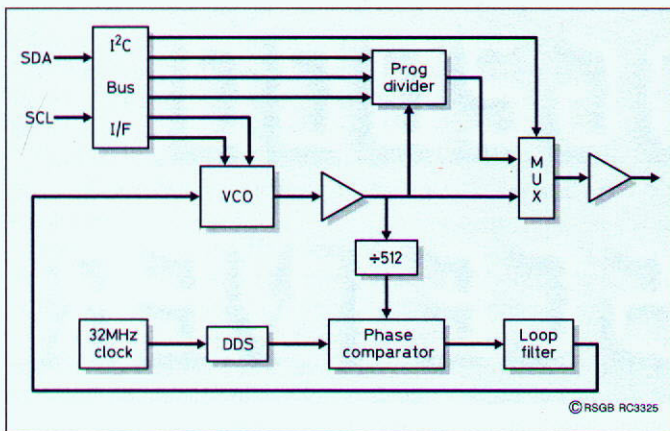 SDA
SCL
I²C
Bus
I/F
Prog
divider
MUX
VCO
÷512
32MHz
clock
DDS
Phase
comparator
Loop
filter
©RSGB RC3325